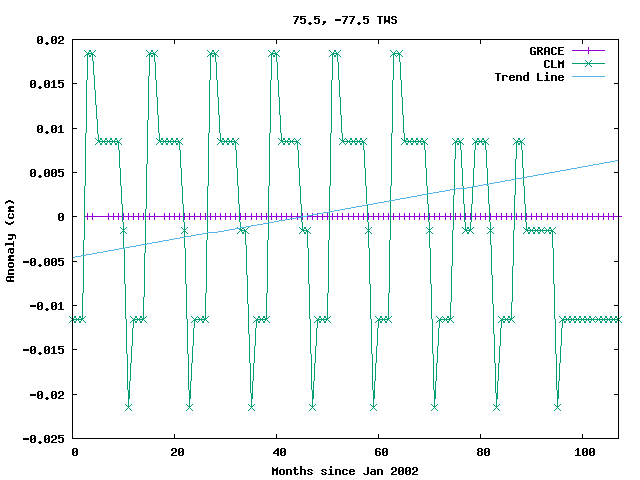 75.5, -77.5 TWS
GRACE
CLM
Trend Line
0.02
0.015
0.01
0.005
0
-0.005
-0.01
-0.015
-0.02
-0.025
Anomaly (cm)
0 20 40 60 80 100
Months since Jan 2002